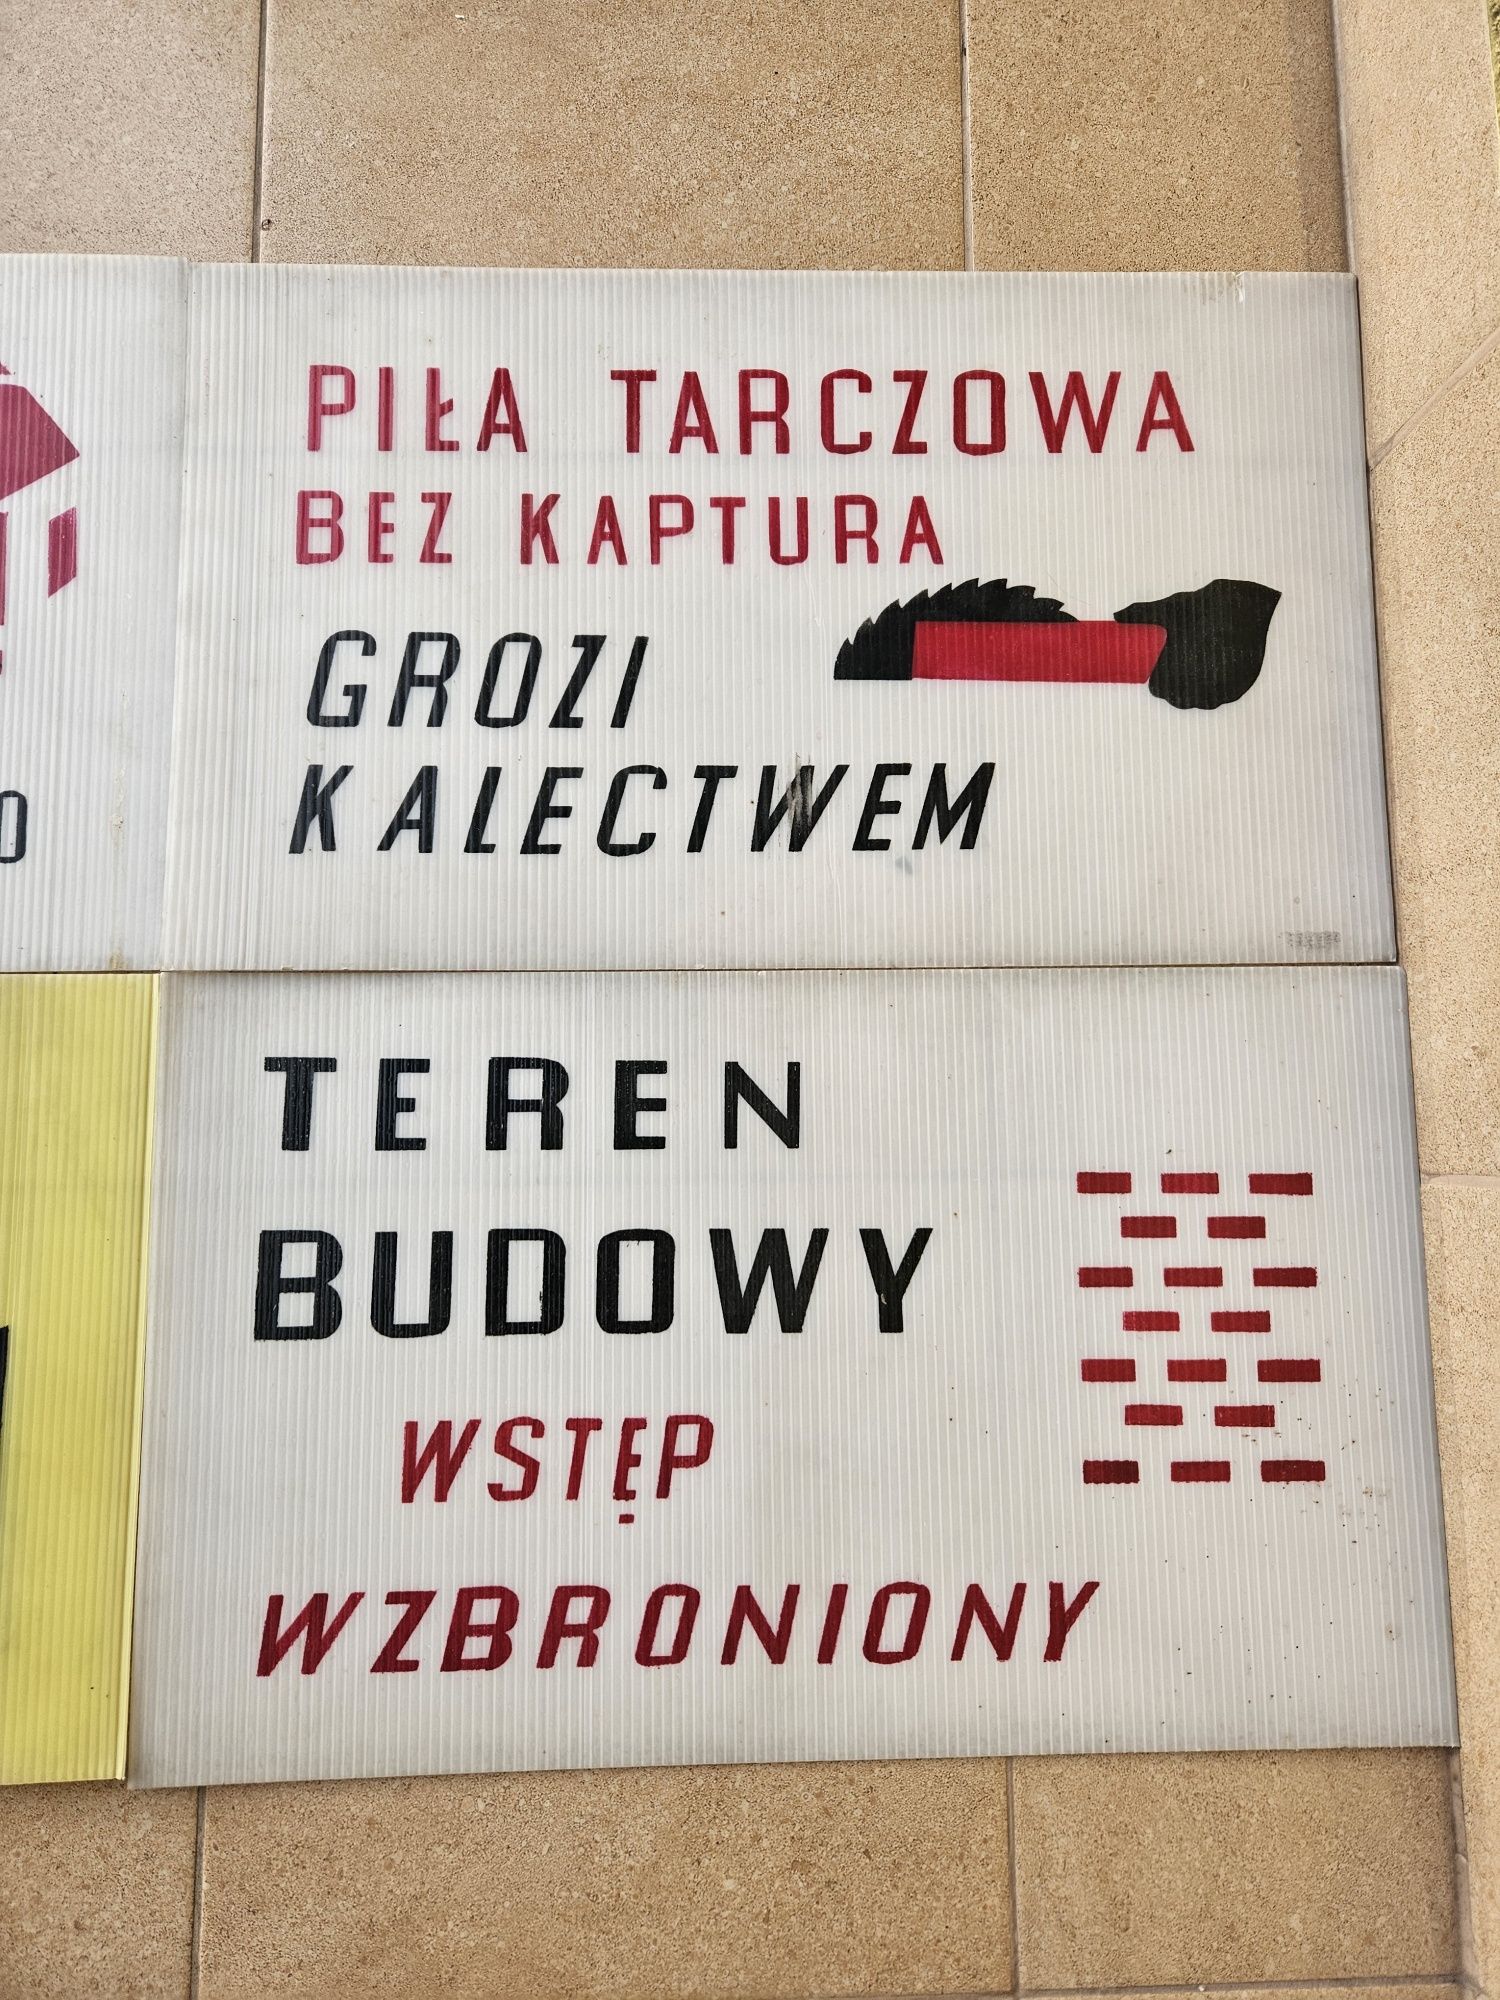 PIŁA TARCZOWA
BEZ KAPTURA
GROZI
KALECTWEM
TEREN
BUDOWY
WSTĘP
WZBRONIONY